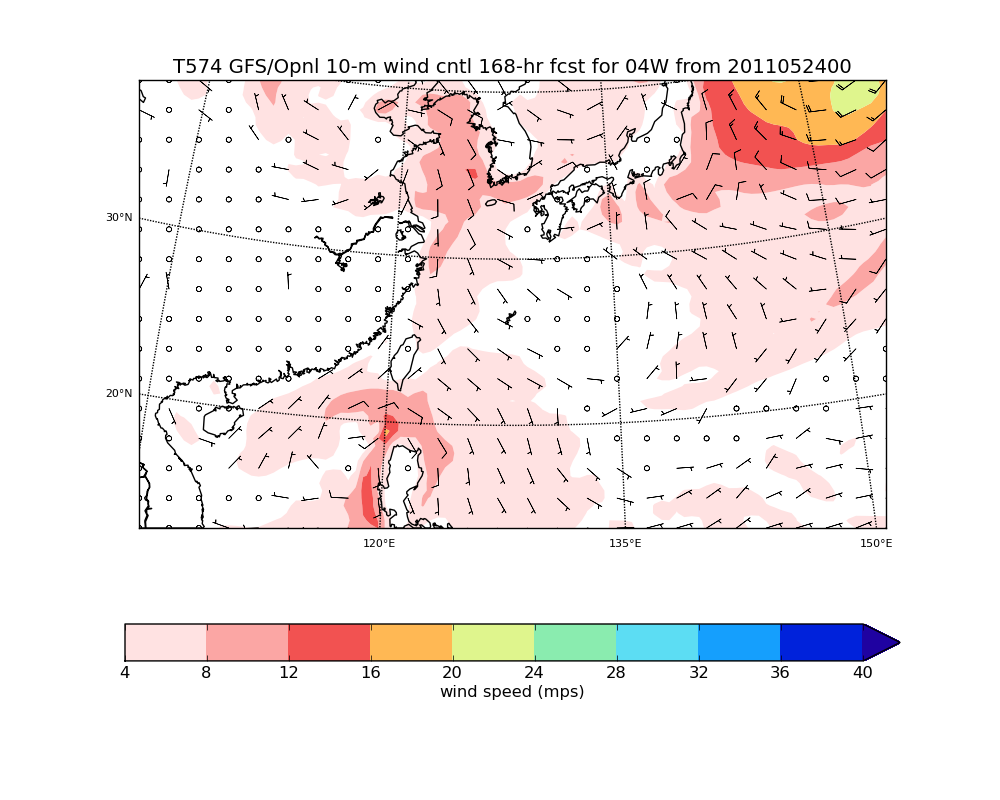 T574 GFS/Opnl 10-m wind cntl 168-hr fcst for 04W from 2011052400
30°N
20°N
120°E 135°E 150°E
4 8 12 16 20 24 28 32 36 40
wind speed (mps)